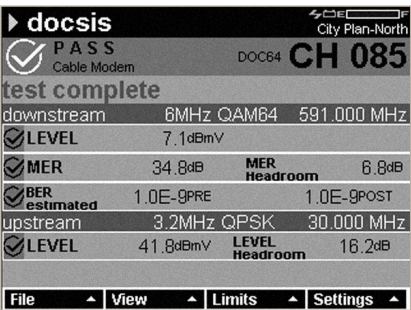 docsis
City Plan-North
PASS
Cable Modem
DOC64 CH 085
test complete
downstream 6MHz QAM64 591.000 MHz
LEVEL 7.1dBmV
MER 34.8dB MER Headroom 6.8dB
BER estimated 1.0E-9PRE 1.0E-9POST
upstream 3.2MHz QPSK 30.000 MHz
LEVEL 41.8dBmV LEVEL Headroom 16.2dB
File View Limits Settings